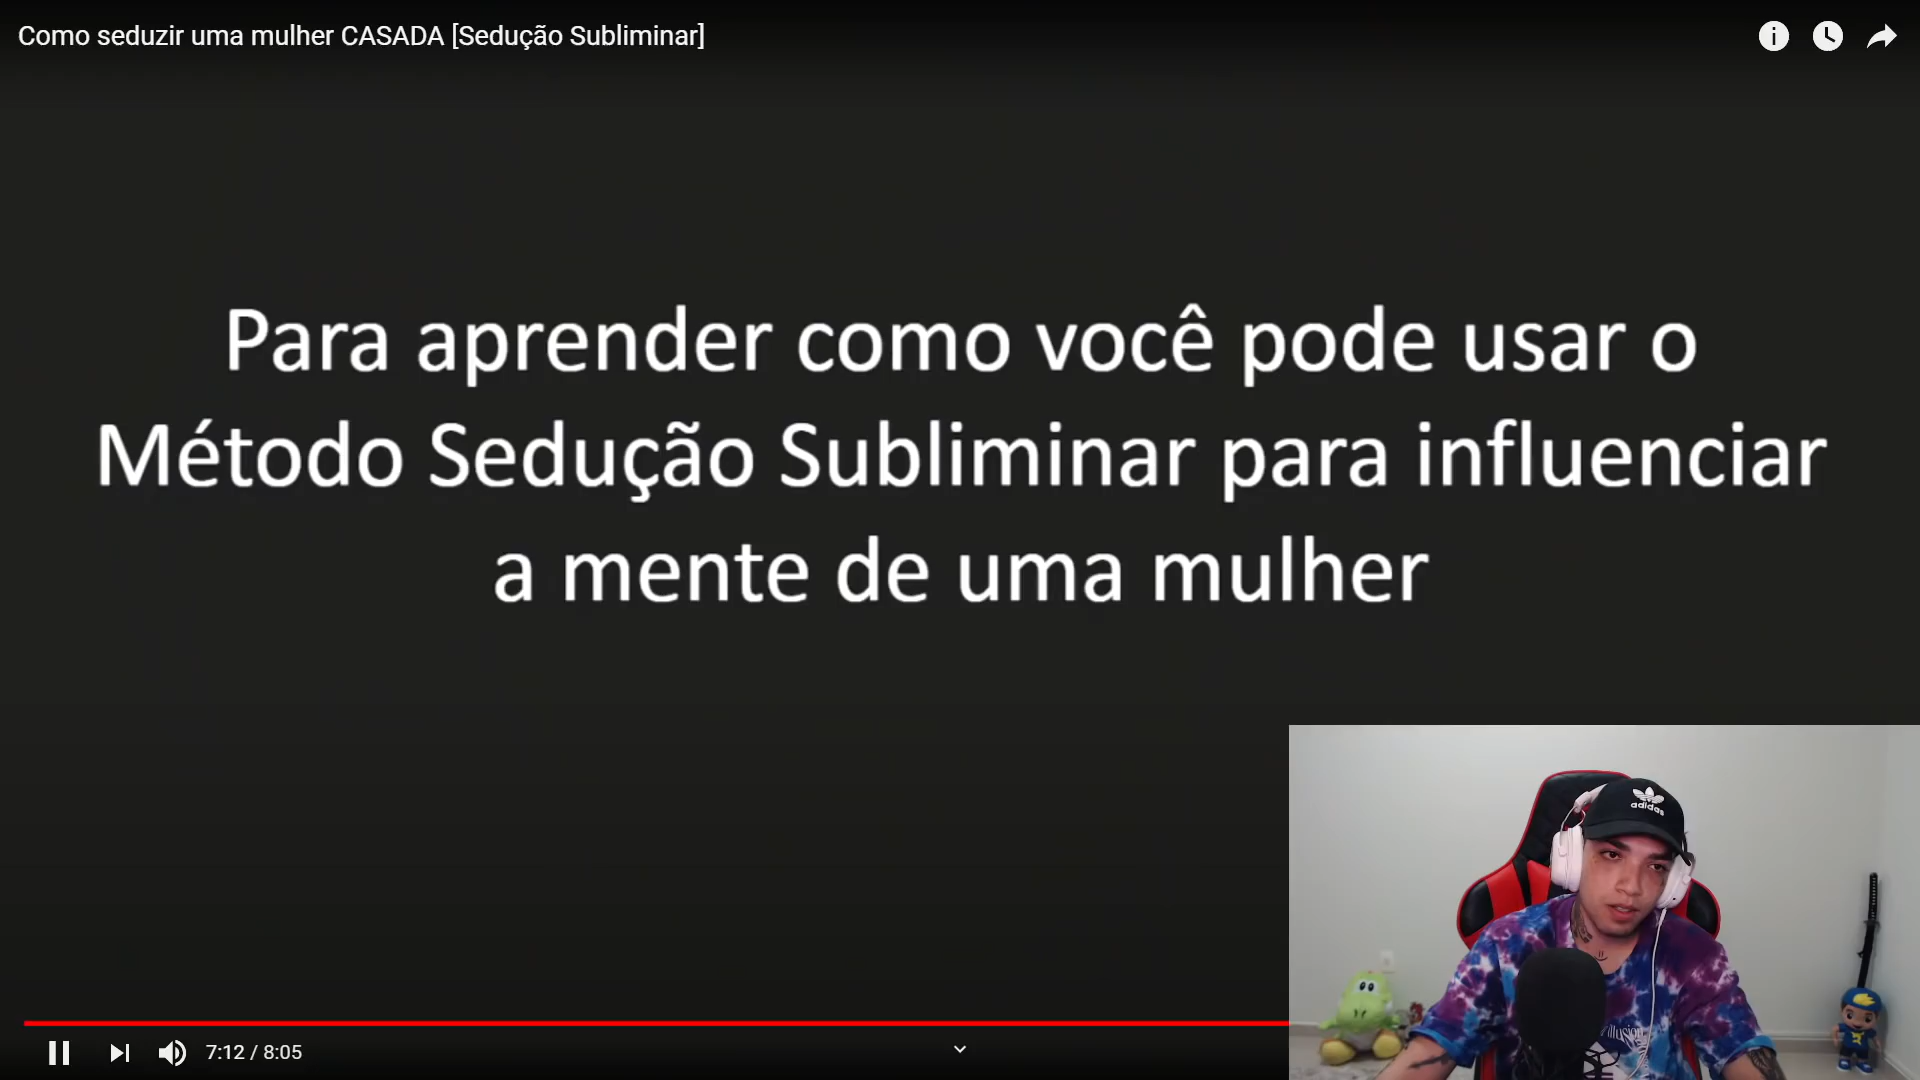 Como seduzir uma mulher CASADA [Sedução Subliminar]
Para aprender como você pode usar o
Método Sedução Subliminar para influenciar
a mente de uma mulher
adidas
illusion
7:12 / 8:05